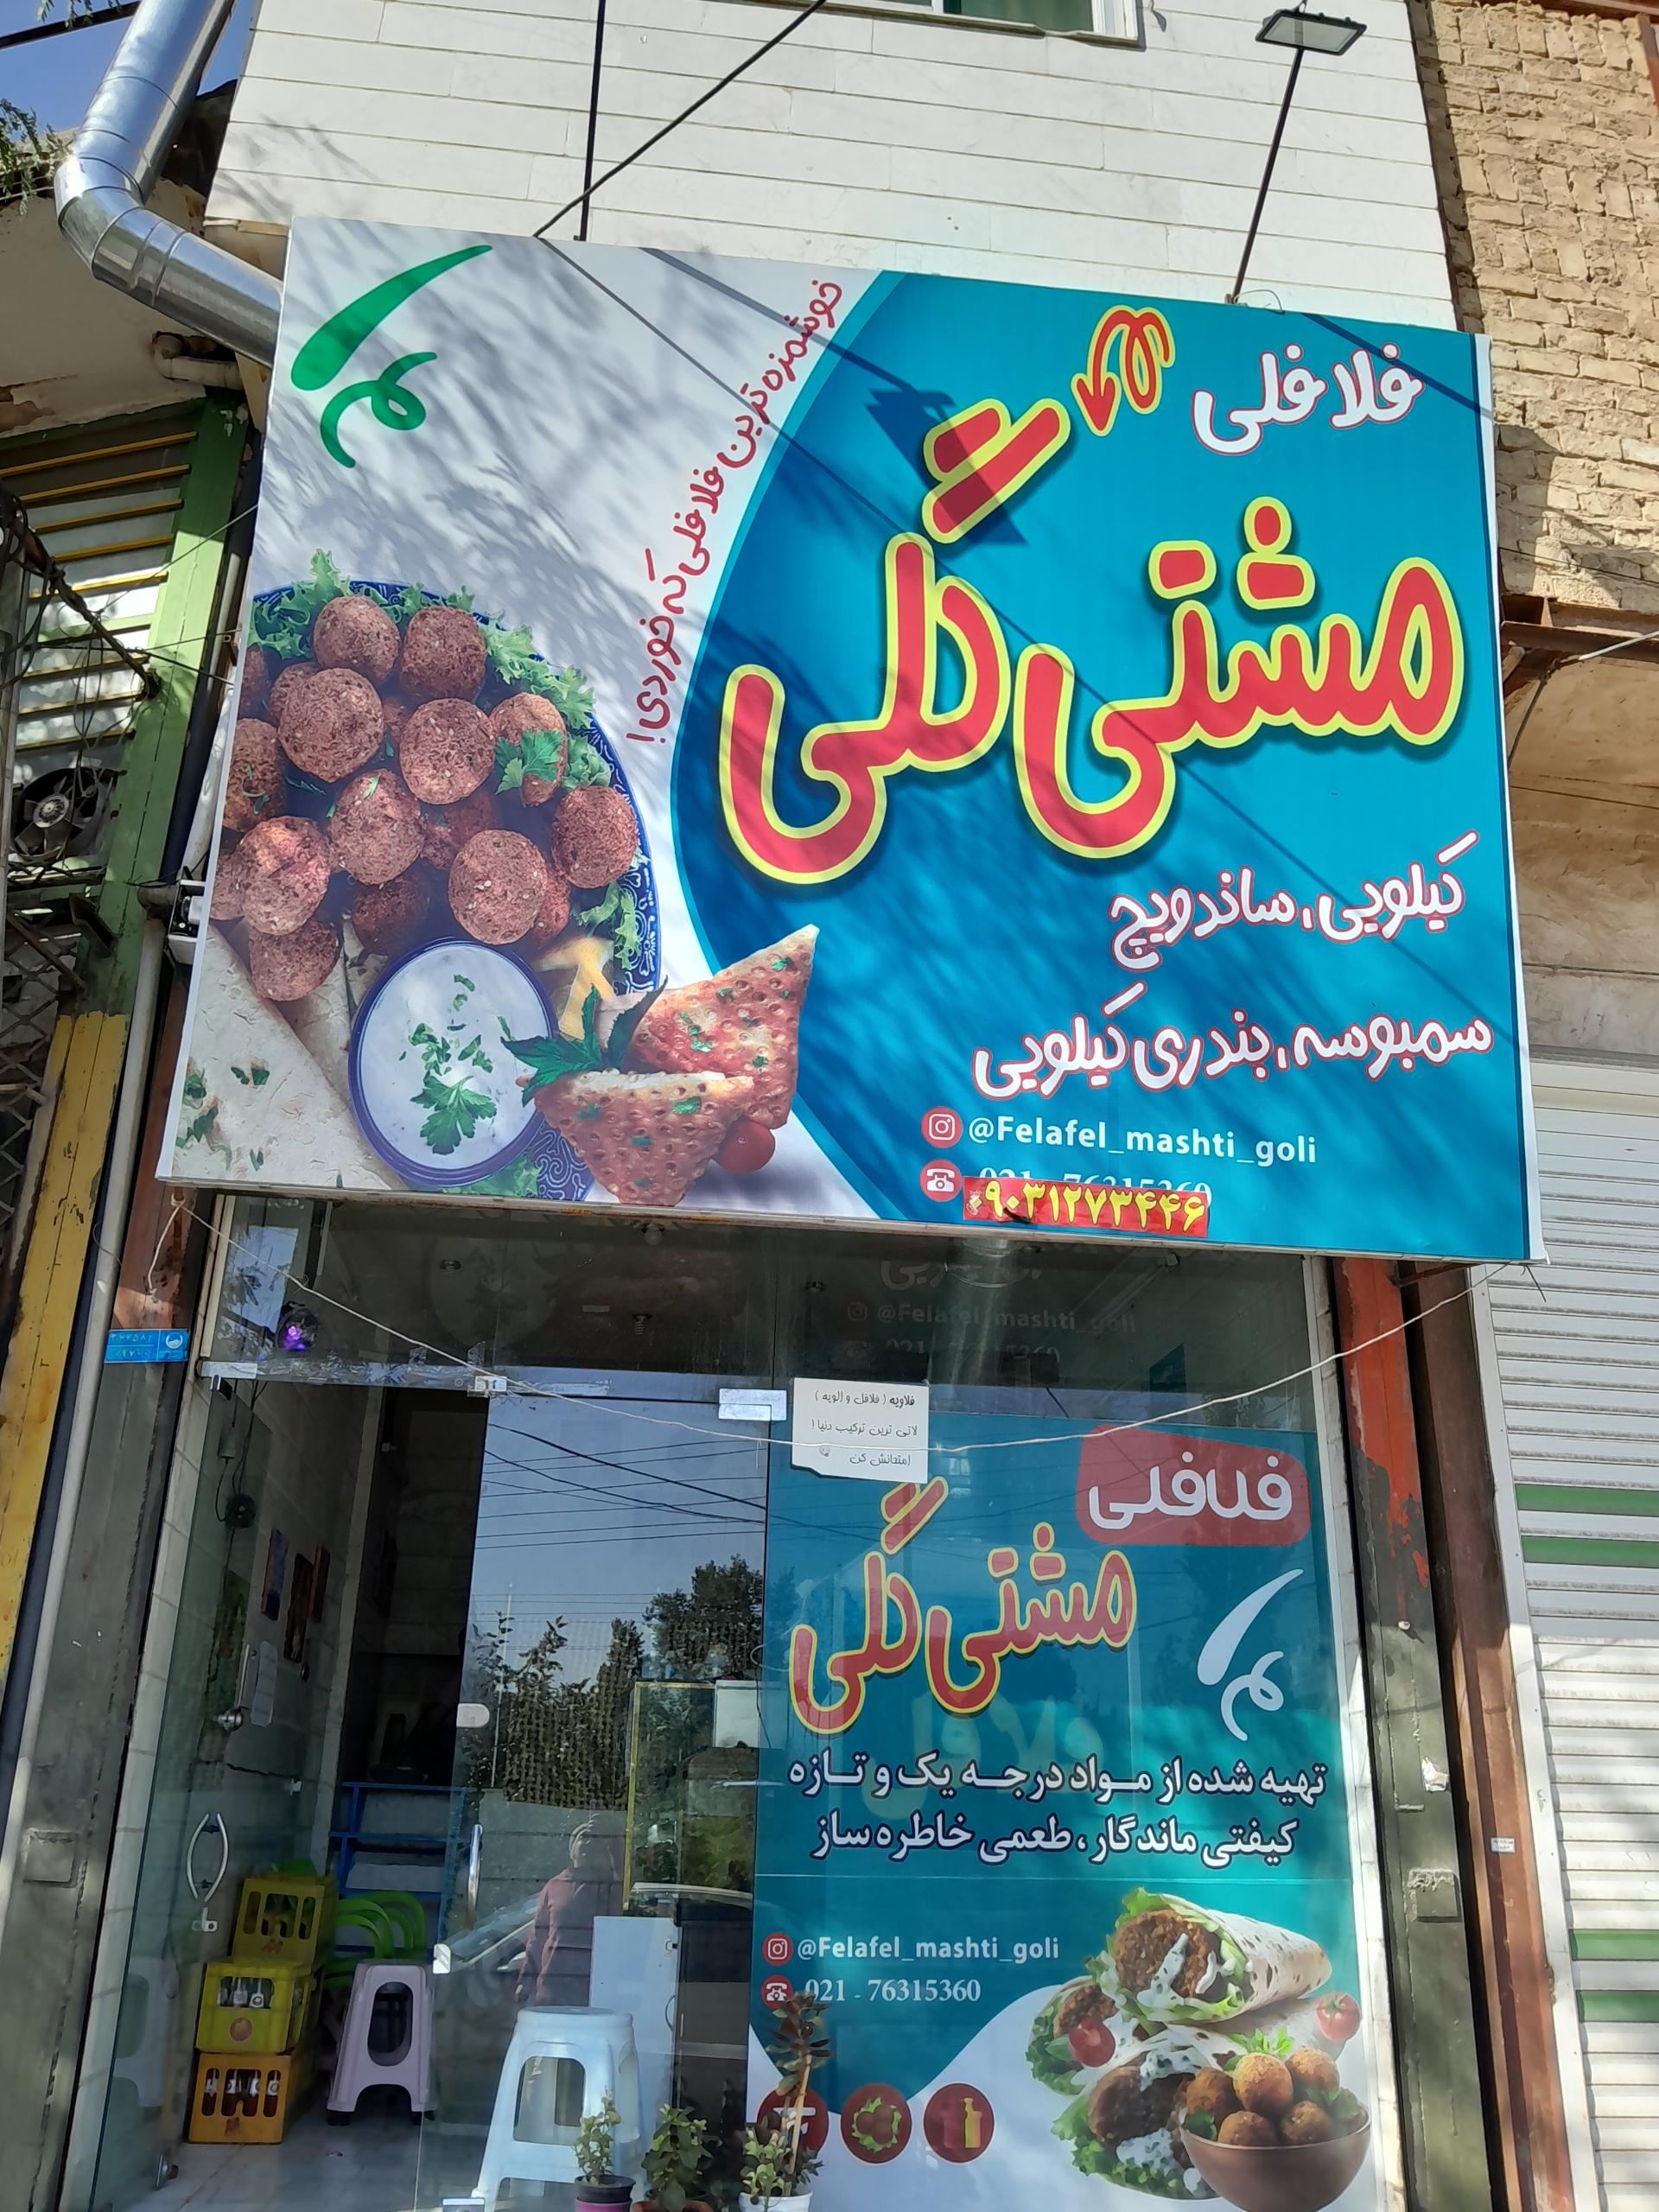 فلافلی
مشتی گلی
خوشمزه ترین فلافلی که خوردی!
کیلویی، ساندویچ
سمبوسه، بندری کیلویی
@Felafel_mashti_goli
021 - 76315360
۰۹۰۳۱۲۷۳۴۴۶
فلاویه ( فلافل و الویه )
لاتی ترین ترکیب دنیا !
امتحانش کن
فلافلی
مشتی گلی
تهیه شده از مواد درجه یک و تازه
کیفتی ماندگار، طعمی خاطره ساز
@Felafel_mashti_goli
021 - 76315360